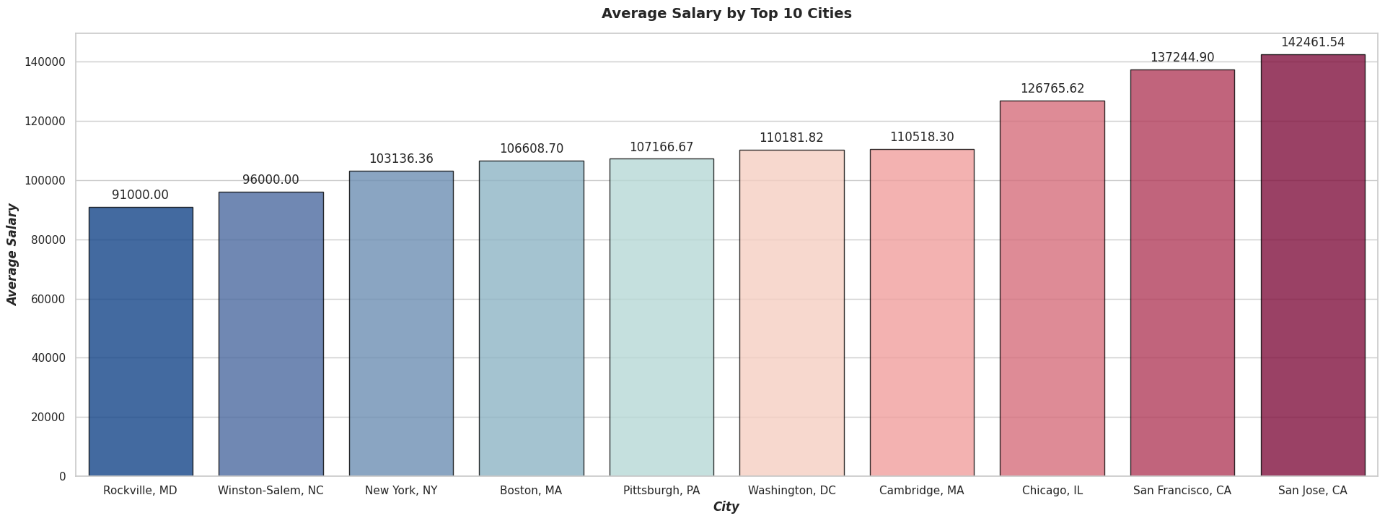 Average Salary by Top 10 Cities
Average Salary
140000
120000
100000
80000
60000
40000
20000
0
91000.00
96000.00
103136.36
106608.70
107166.67
110181.82
110518.30
126765.62
137244.90
142461.54
Rockville, MD
Winston-Salem, NC
New York, NY
Boston, MA
Pittsburgh, PA
Washington, DC
Cambridge, MA
Chicago, IL
San Francisco, CA
San Jose, CA
City